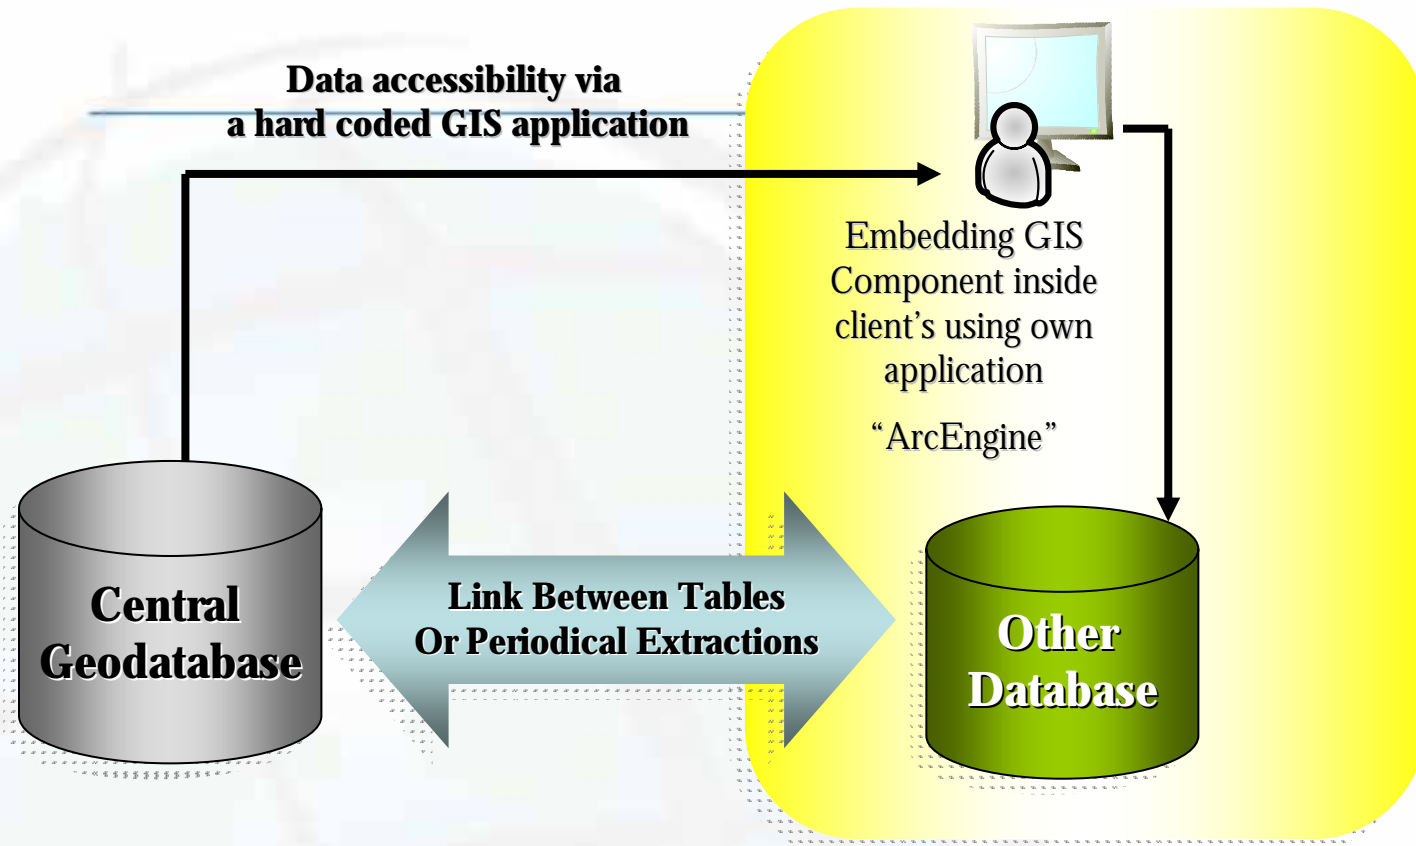 Data accessibility via
a hard coded GIS application
Embedding GIS
Component inside
client’s using own
application
“ArcEngine”
Central
Geodatabase
Link Between Tables
Or Periodical Extractions
Other
Database